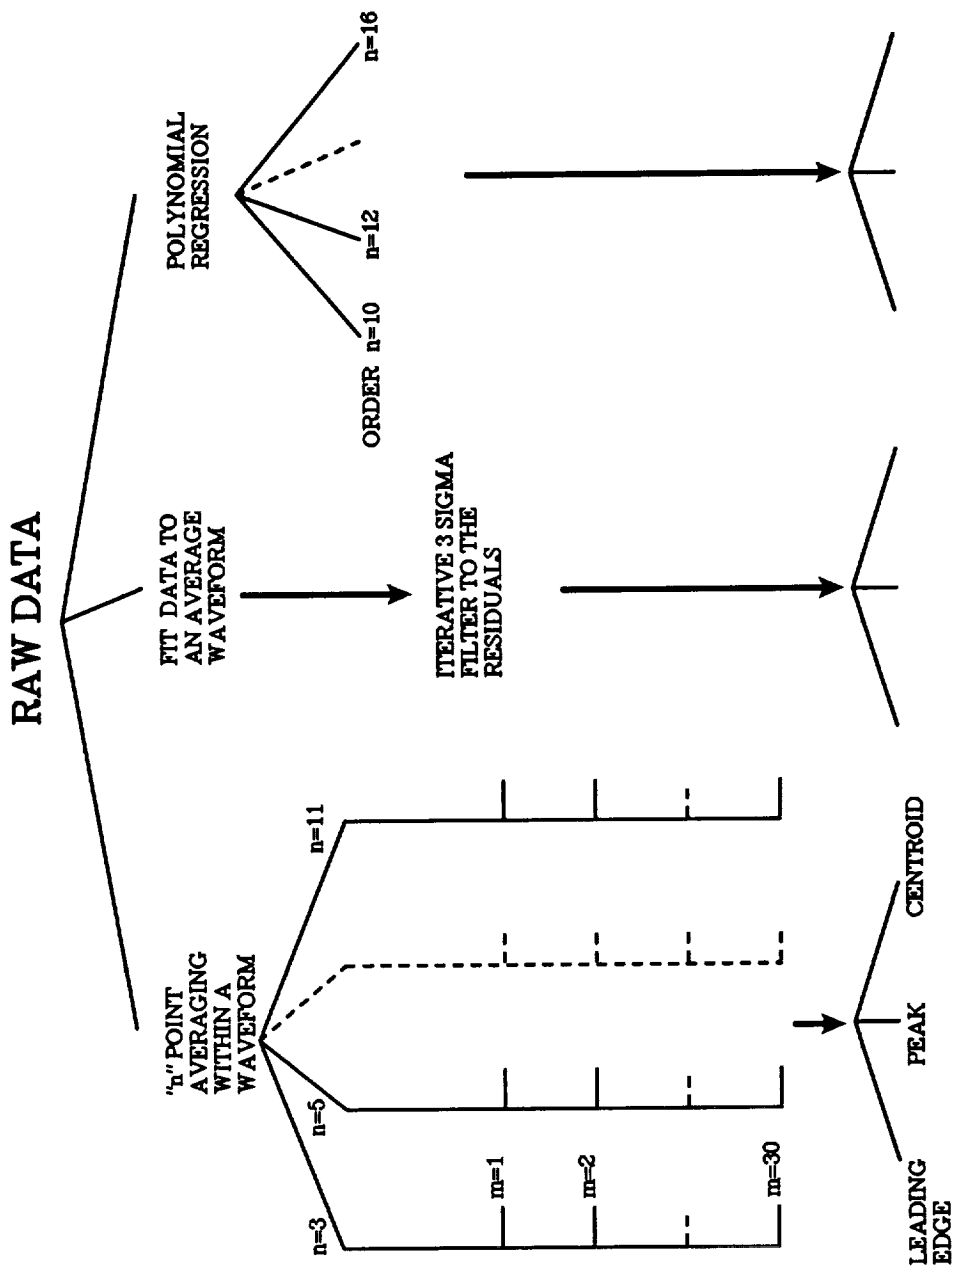 RAW DATA
"n" POINT
AVERAGING
WITHIN A
WAVEFORM
n=3
n=5
n=11
m=1
m=2
m=30
LEADING
EDGE
PEAK
CENTROID
FIT DATA TO
AN AVERAGE
WAVEFORM
ITERATIVE 3 SIGMA
FILTER TO THE
RESIDUALS
POLYNOMIAL
REGRESSION
ORDER n=10
n=12
n=16